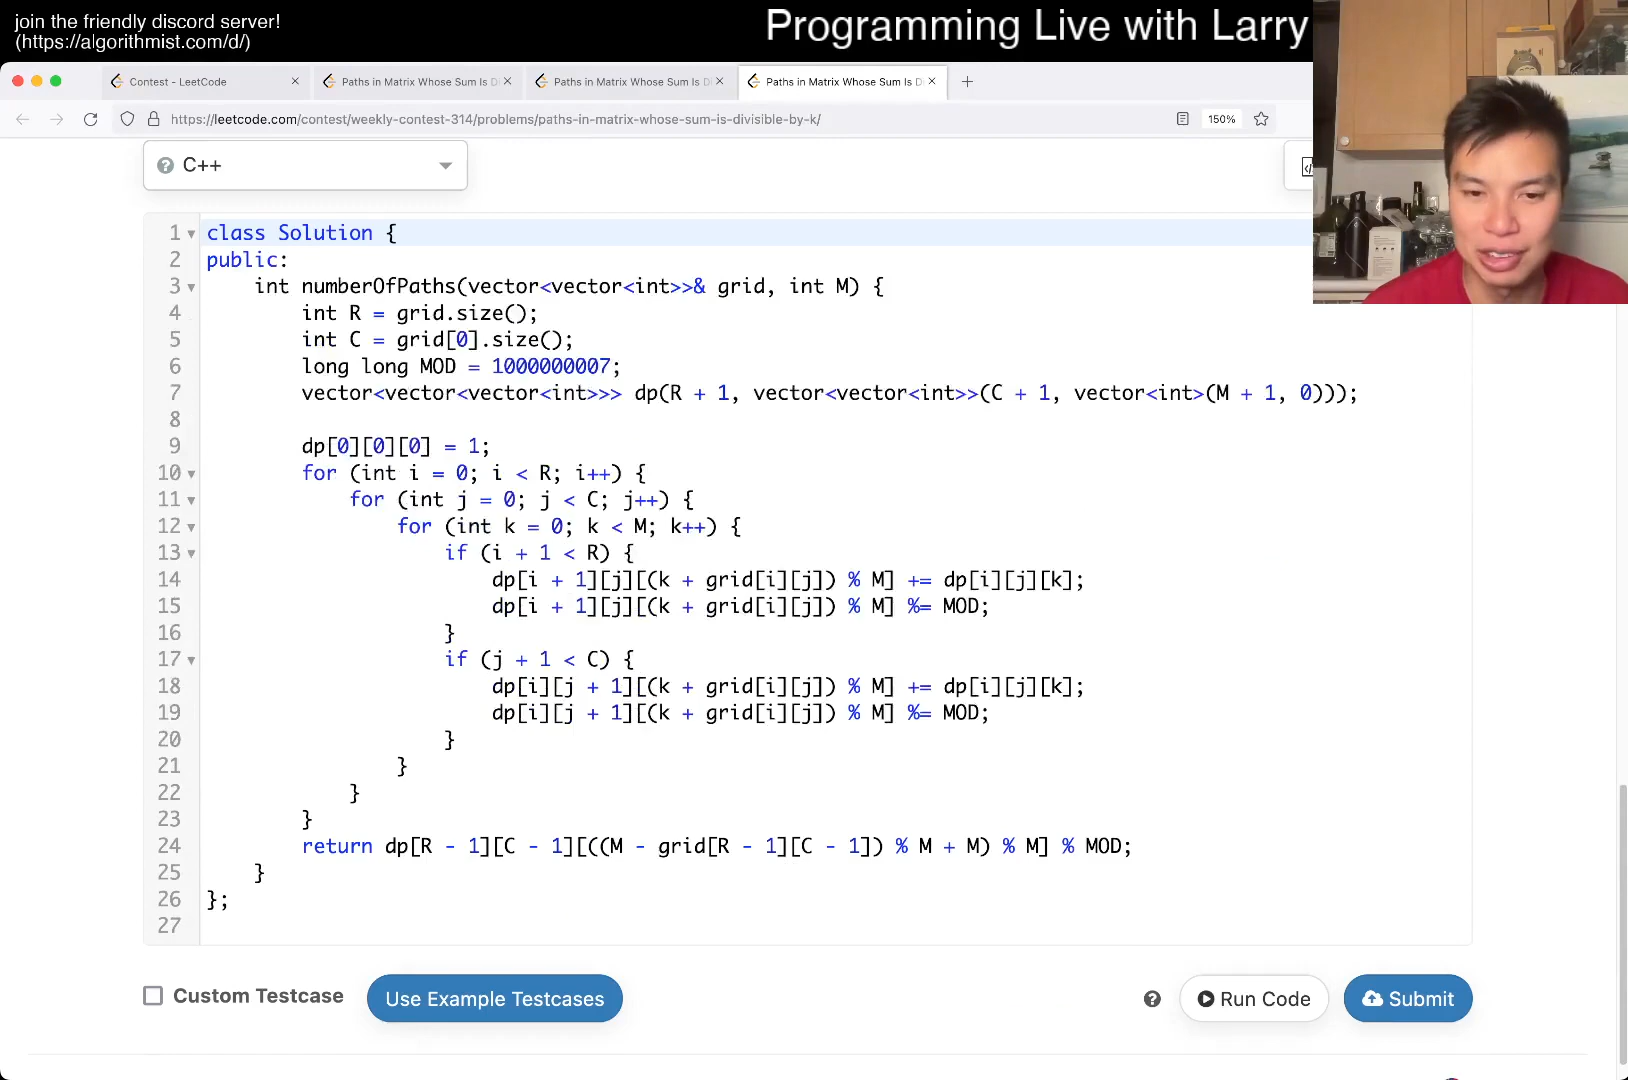 join the friendly discord server!
(https://algorithmist.com/d/)
Programming Live with Larry
Contest - LeetCode
Paths in Matrix Whose Sum Is D
Paths in Matrix Whose Sum Is D
Paths in Matrix Whose Sum Is D
https://leetcode.com/contest/weekly-contest-314/problems/paths-in-matrix-whose-sum-is-divisible-by-k/
150%
C++
1 class Solution {
2 public:
3 int numberOfPaths(vector<vector<int>>& grid, int M) {
4 int R = grid.size();
5 int C = grid[0].size();
6 long long MOD = 1000000007;
7 vector<vector<vector<int>>> dp(R + 1, vector<vector<int>>(C + 1, vector<int>(M + 1, 0)));
8
9 dp[0][0][0] = 1;
10 for (int i = 0; i < R; i++) {
11 for (int j = 0; j < C; j++) {
12 for (int k = 0; k < M; k++) {
13 if (i + 1 < R) {
14 dp[i + 1][j][(k + grid[i][j]) % M] += dp[i][j][k];
15 dp[i + 1][j][(k + grid[i][j]) % M] %= MOD;
16 }
17 if (j + 1 < C) {
18 dp[i][j + 1][(k + grid[i][j]) % M] += dp[i][j][k];
19 dp[i][j + 1][(k + grid[i][j]) % M] %= MOD;
20 }
21 }
22 }
23 }
24 return dp[R - 1][C - 1][((M - grid[R - 1][C - 1]) % M + M) % M] % MOD;
25 }
26 };
27
Custom Testcase
Use Example Testcases
Run Code
Submit